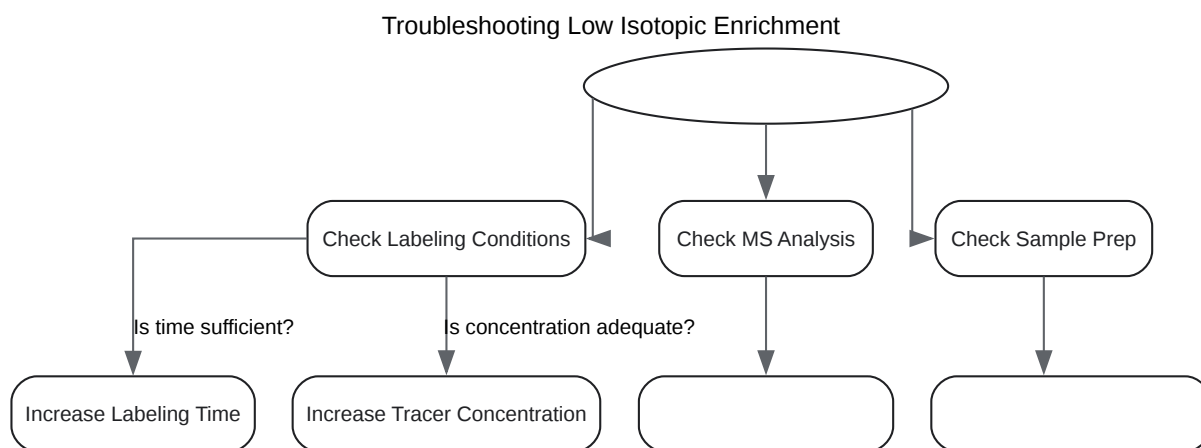 Troubleshooting Low Isotopic Enrichment
Check Labeling Conditions
Check MS Analysis
Check Sample Prep
Is time sufficient?
Is concentration adequate?
Increase Labeling Time
Increase Tracer Concentration